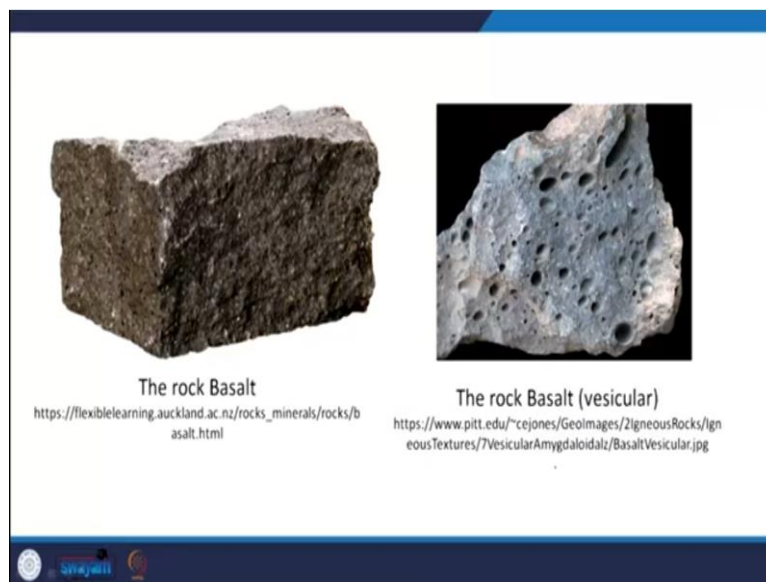 The rock Basalt
https://flexiblelearning.auckland.ac.nz/rocks_minerals/rocks/b
asalt.html
The rock Basalt (vesicular)
https://www.pitt.edu/~cejones/GeoImages/2IgneousRocks/Ign
eousTextures/7VesicularAmygdaloidalz/BasaltVesicular.jpg
.
swayam